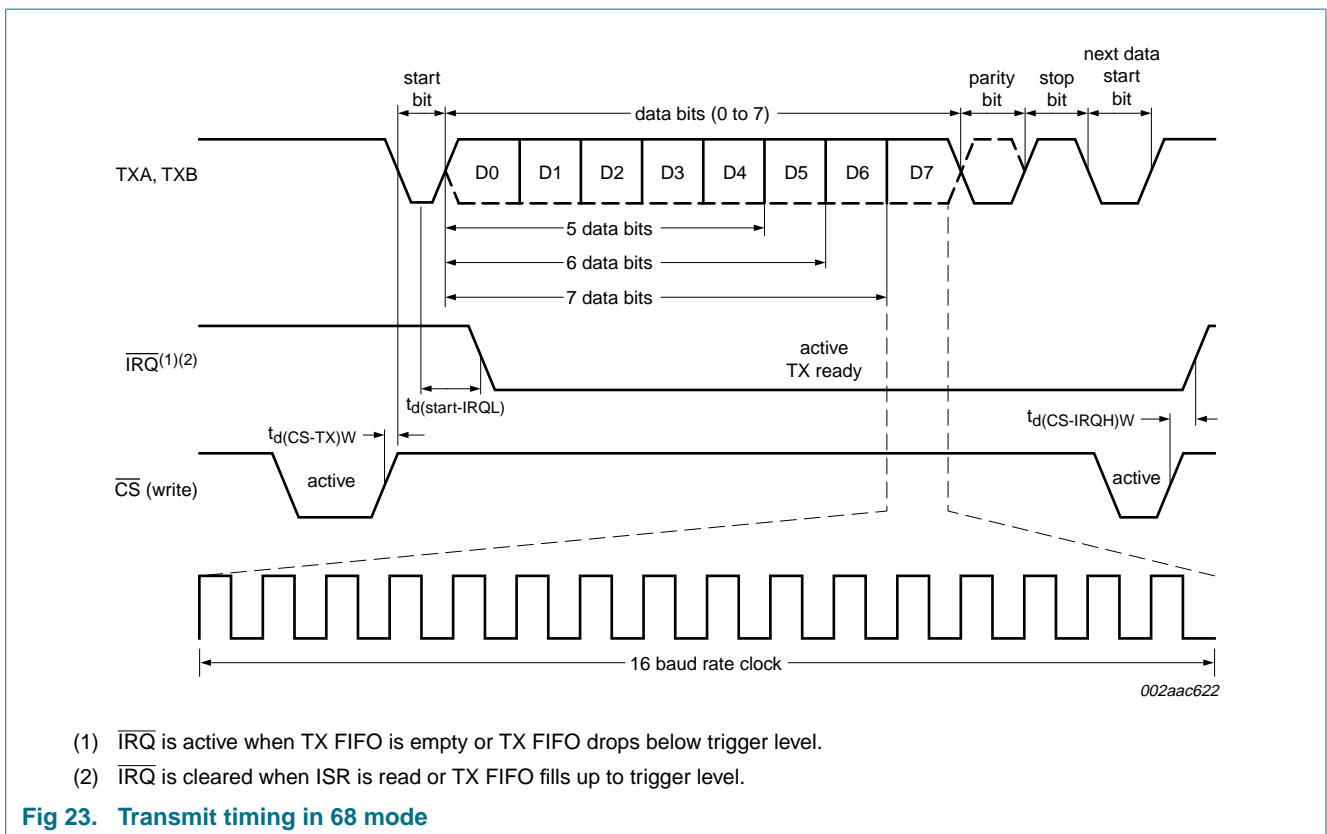 start
bit
data bits (0 to 7)
parity
bit
stop
bit
next data
start
bit
TXA, TXB
D0 D1 D2 D3 D4 D5 D6 D7
5 data bits
6 data bits
7 data bits
IRQ(1)(2)
active
TX ready
td(start-IRQL)
td(CS-TX)W
td(CS-IRQH)W
CS (write)
active
active
16 baud rate clock
002aac622
(1) IRQ is active when TX FIFO is empty or TX FIFO drops below trigger level.
(2) IRQ is cleared when ISR is read or TX FIFO fills up to trigger level.
Fig 23. Transmit timing in 68 mode